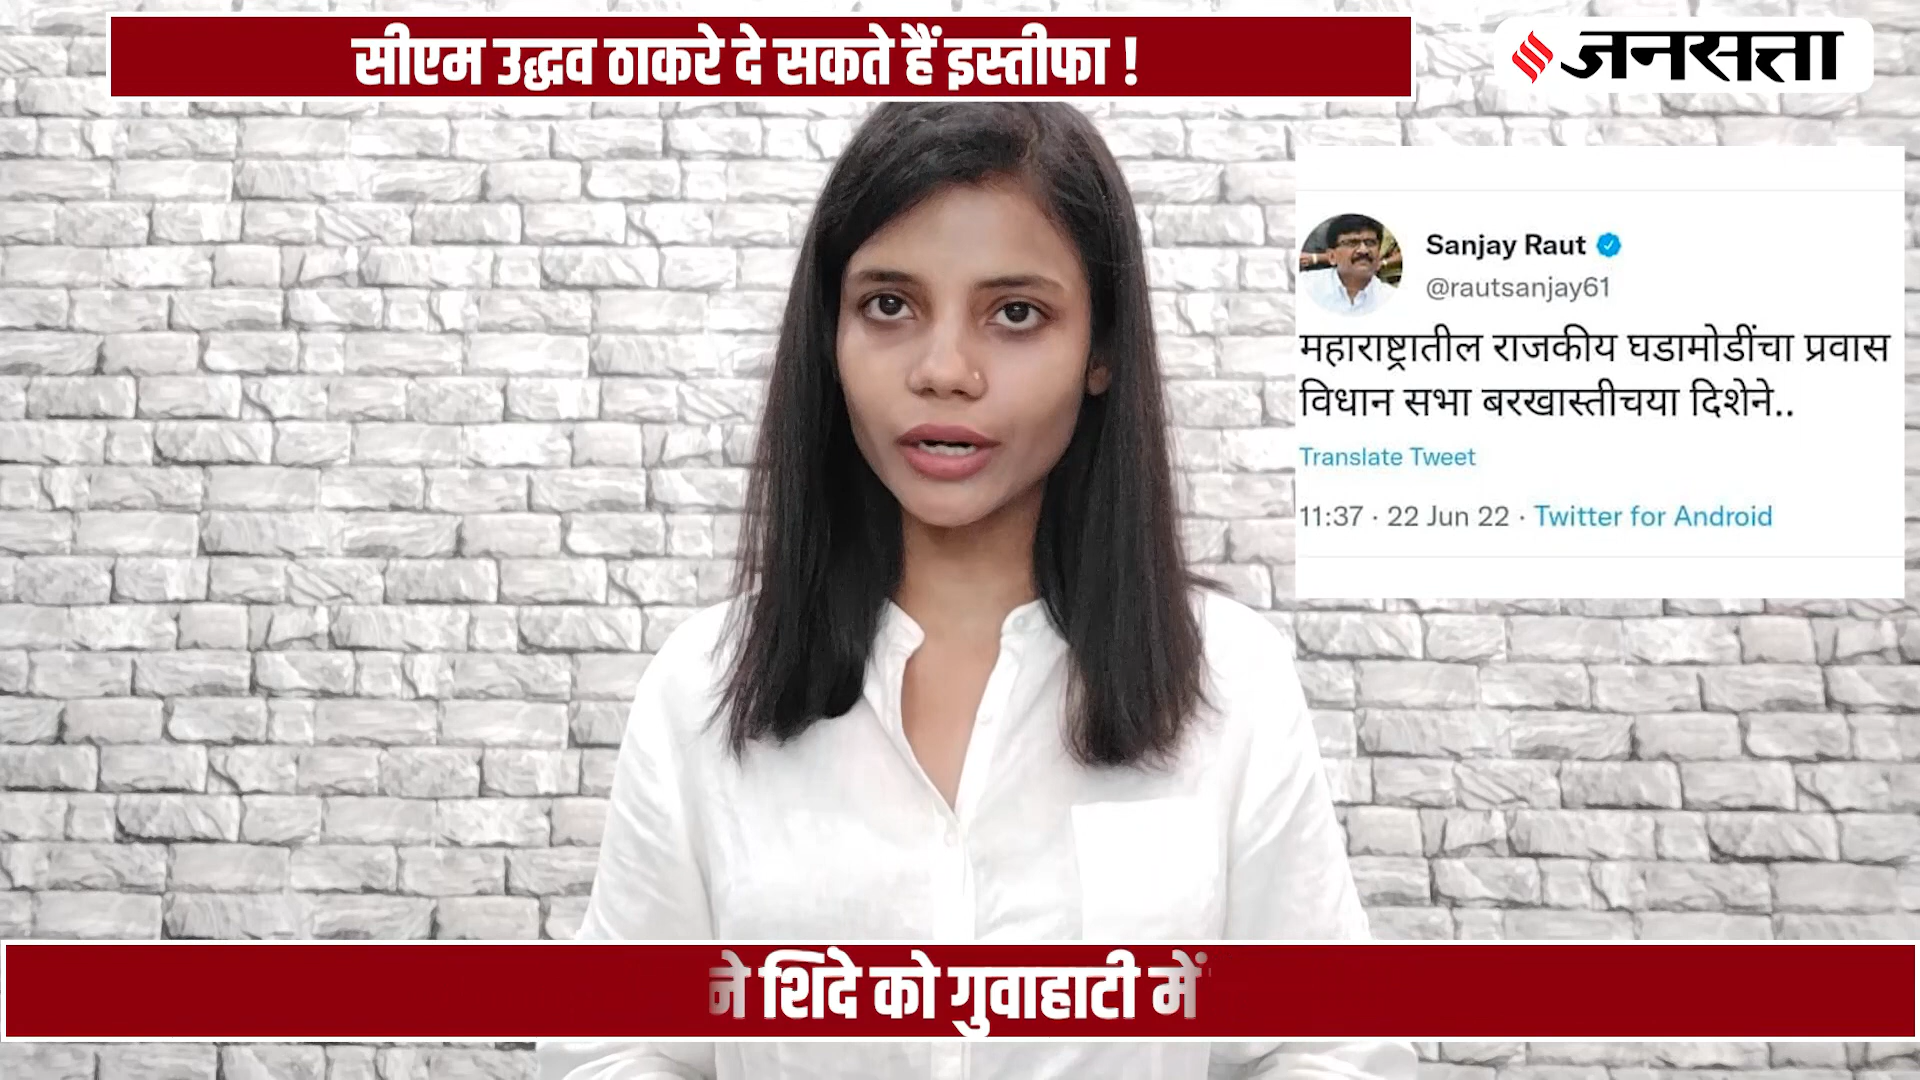 सीएम उद्धव ठाकरे दे सकते हैं इस्तीफा !
जनसत्ता
Sanjay Raut
@rautsanjay61
महाराष्ट्रातील राजकीय घडामोडींचा प्रवास
विधान सभा बरखास्तीचया दिशेने..
Translate Tweet
11:37 · 22 Jun 22 · Twitter for Android
ने शिंदे को गुवाहाटी में